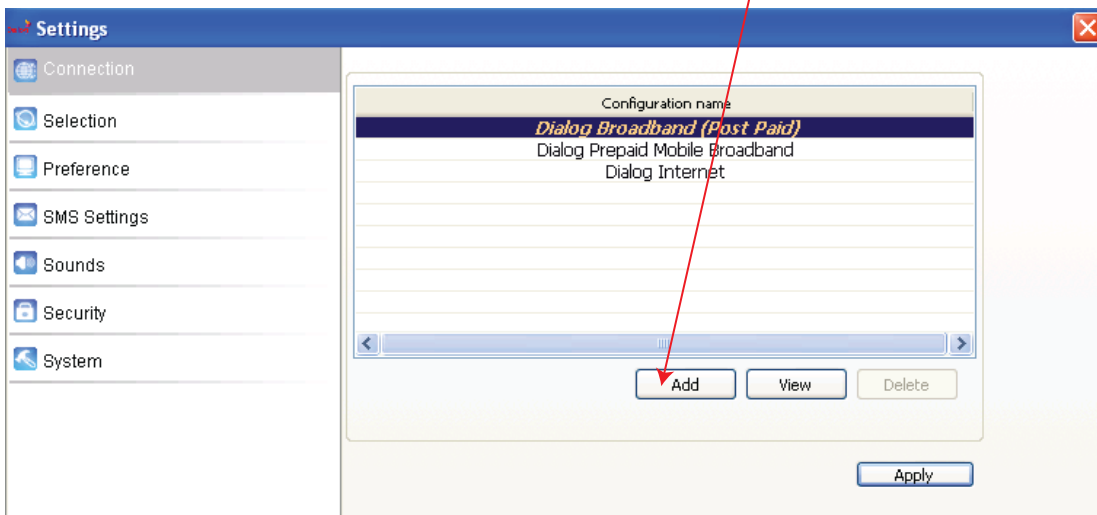 Settings
Connection
Selection
Preference
SMS Settings
Sounds
Security
System
Configuration name
Dialog Broadband (Post Paid)
Dialog Prepaid Mobile Broadband
Dialog Internet
Add View Delete
Apply